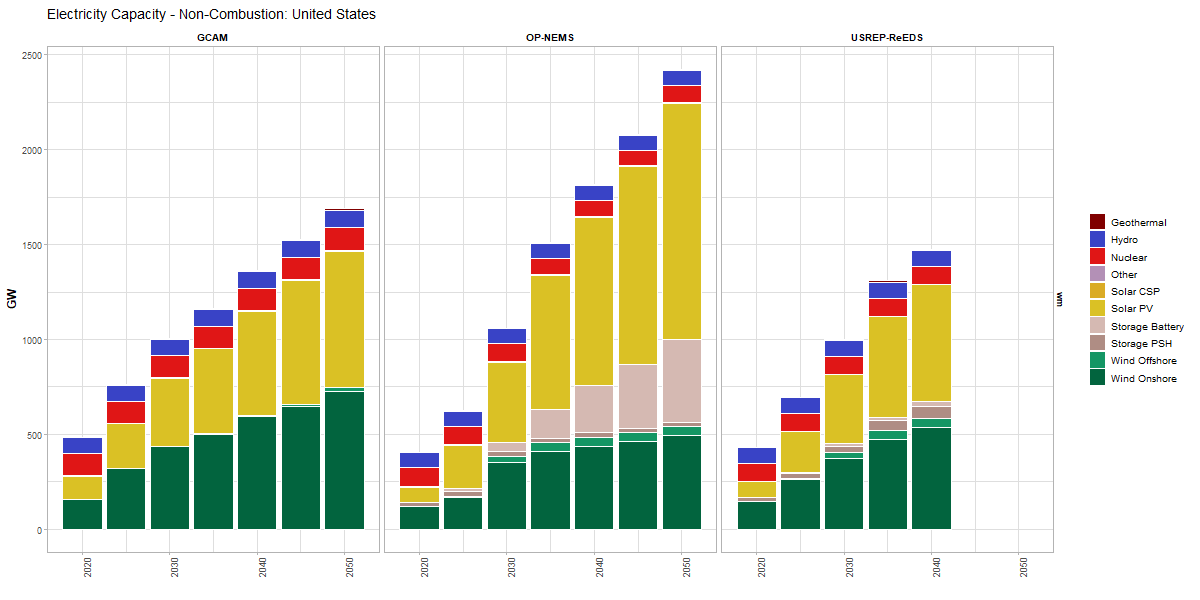 Electricity Capacity - Non-Combustion: United States
GCAM
OP-NEMS
USREP-ReEDS
2500
2000
1500
1000
500
0
GW
2020
2030
2040
2050
2020
2030
2040
2050
2020
2030
2040
2050
wm
Geothermal
Hydro
Nuclear
Other
Solar CSP
Solar PV
Storage Battery
Storage PSH
Wind Offshore
Wind Onshore